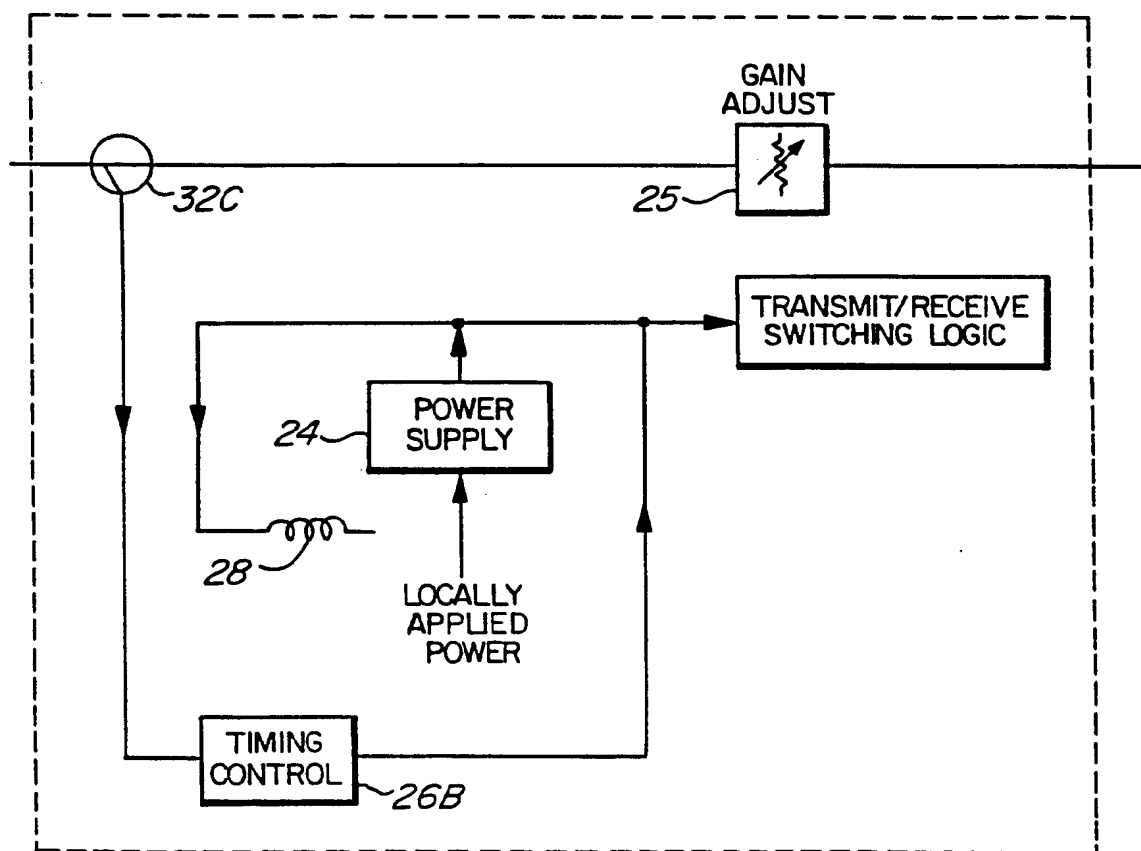 GAIN
ADJUST
32C
25
TRANSMIT/RECEIVE
SWITCHING LOGIC
POWER
SUPPLY
24
28
LOCALLY
APPLIED
POWER
TIMING
CONTROL
26B